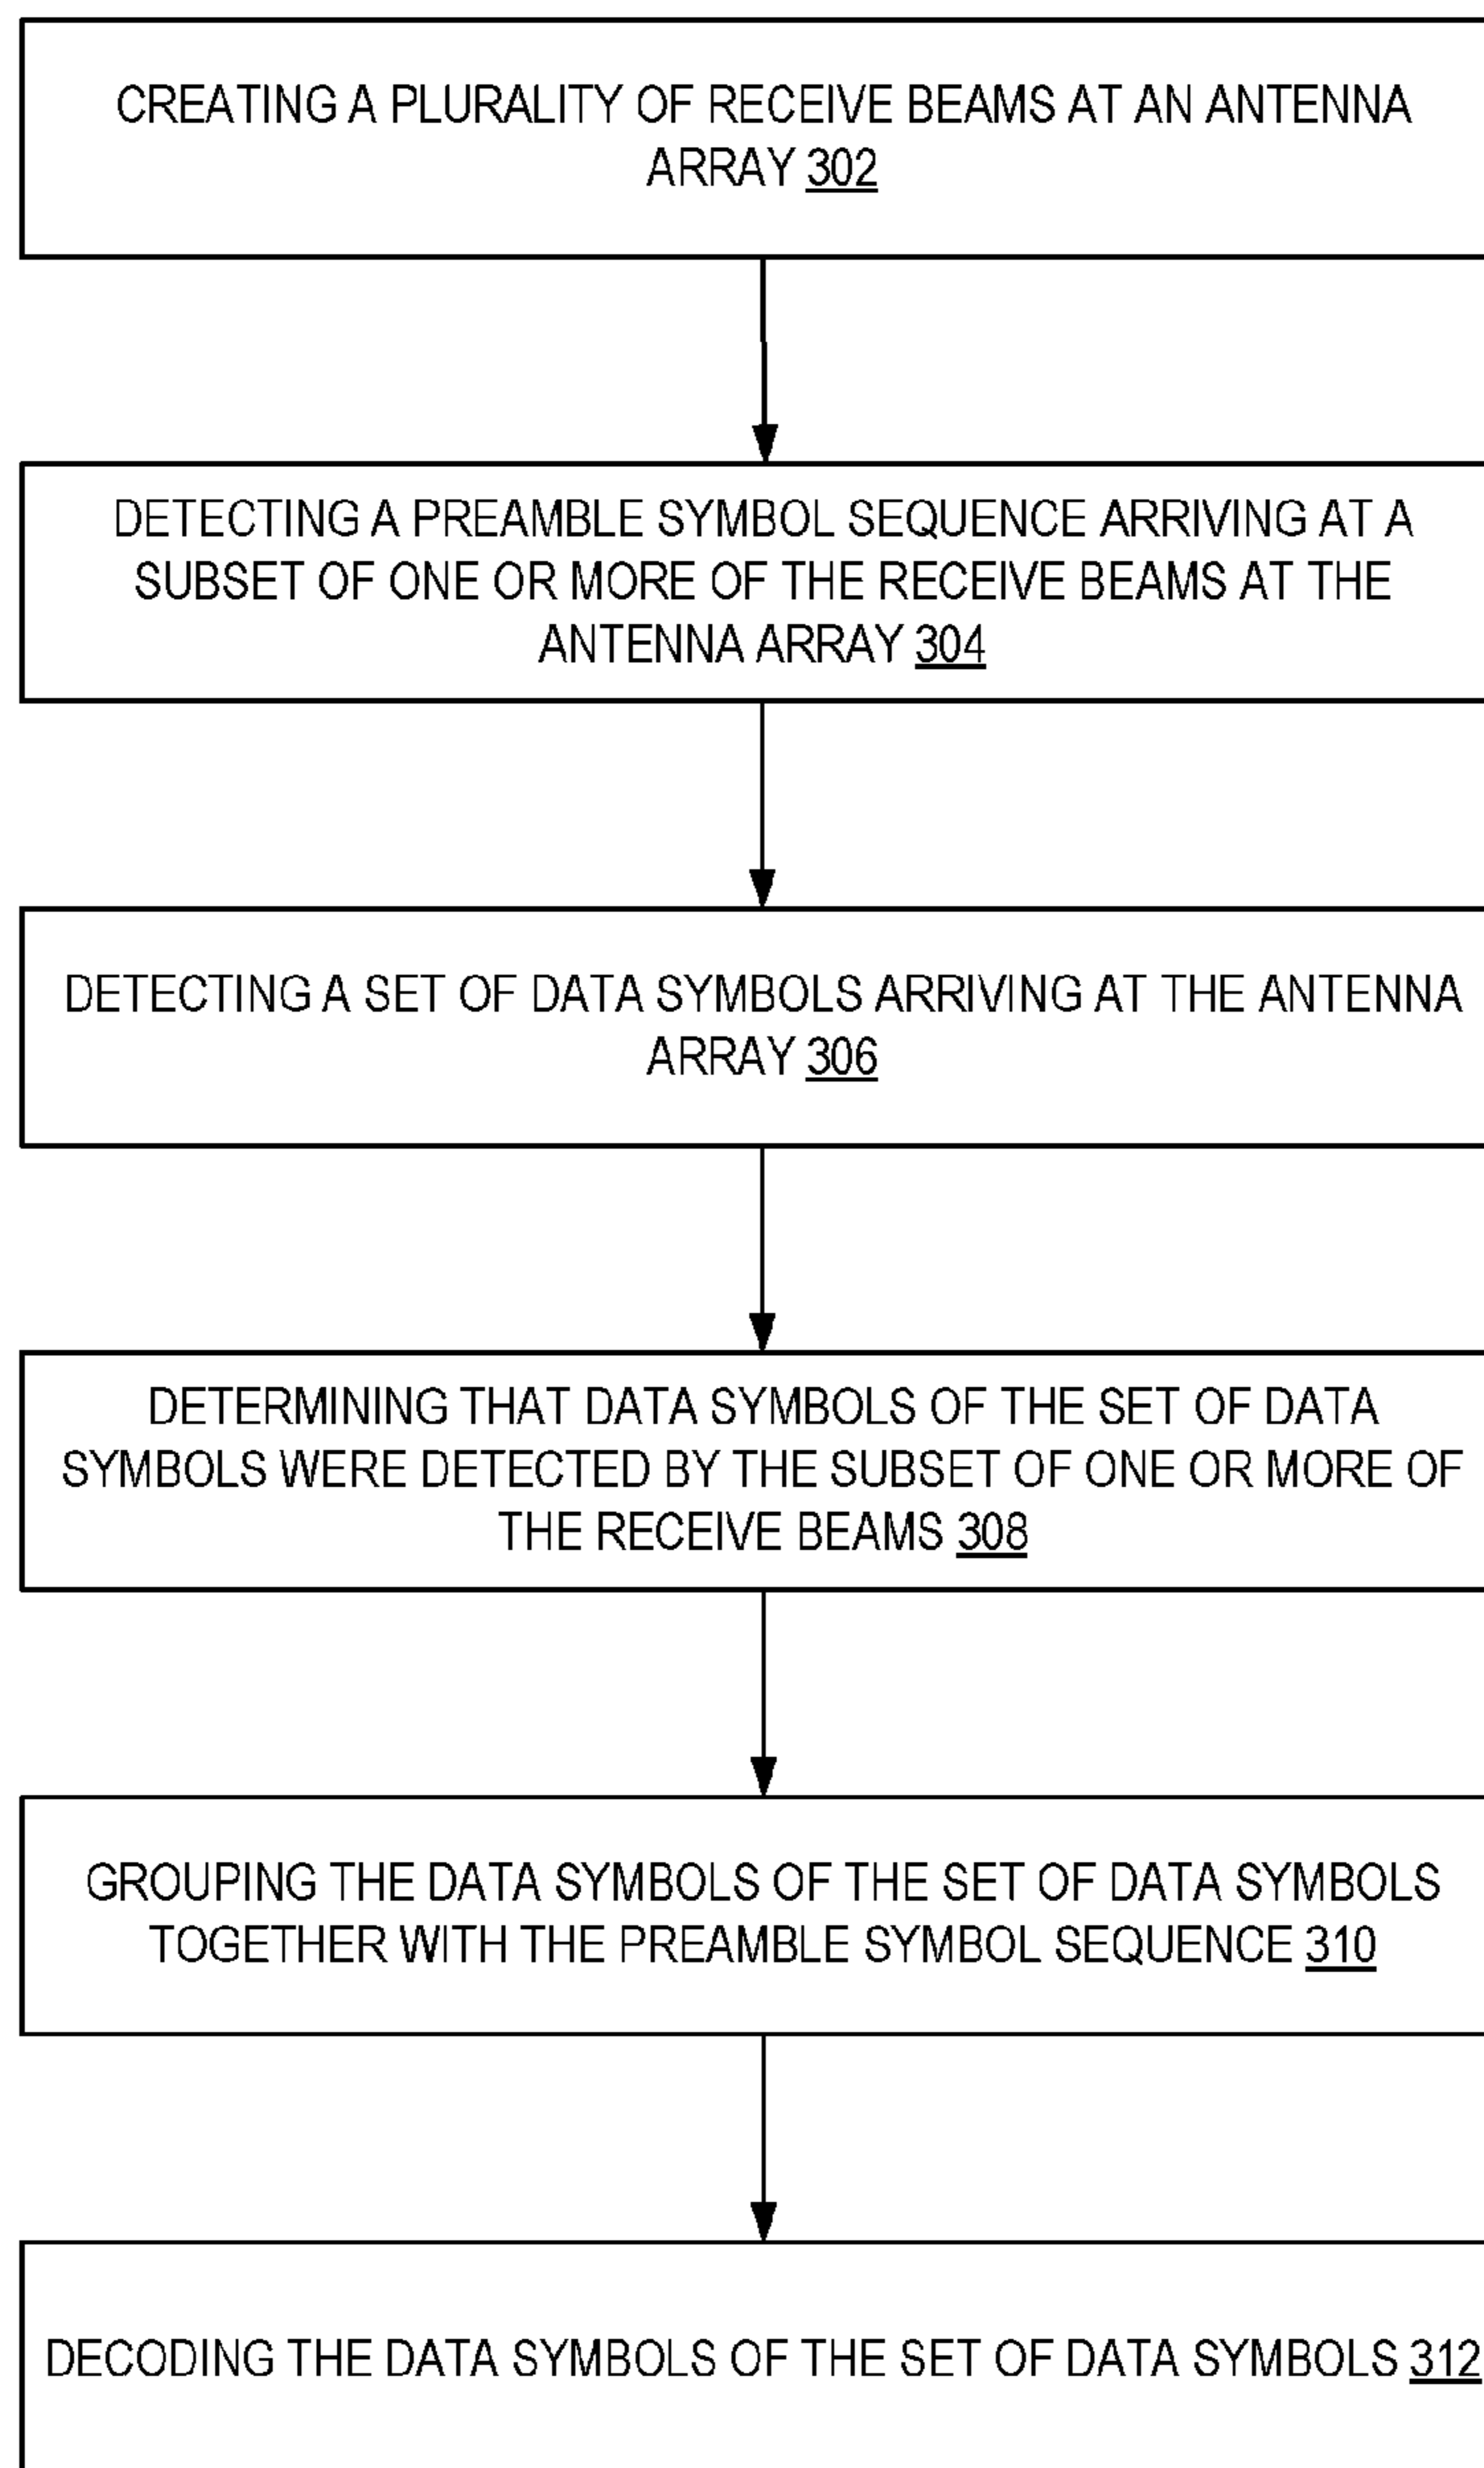 CREATING A PLURALITY OF RECEIVE BEAMS AT AN ANTENNA
ARRAY 302
DETECTING A PREAMBLE SYMBOL SEQUENCE ARRIVING AT A
SUBSET OF ONE OR MORE OF THE RECEIVE BEAMS AT THE
ANTENNA ARRAY 304
DETECTING A SET OF DATA SYMBOLS ARRIVING AT THE ANTENNA
ARRAY 306
DETERMINING THAT DATA SYMBOLS OF THE SET OF DATA
SYMBOLS WERE DETECTED BY THE SUBSET OF ONE OR MORE OF
THE RECEIVE BEAMS 308
GROUPING THE DATA SYMBOLS OF THE SET OF DATA SYMBOLS
TOGETHER WITH THE PREAMBLE SYMBOL SEQUENCE 310
DECODING THE DATA SYMBOLS OF THE SET OF DATA SYMBOLS 312